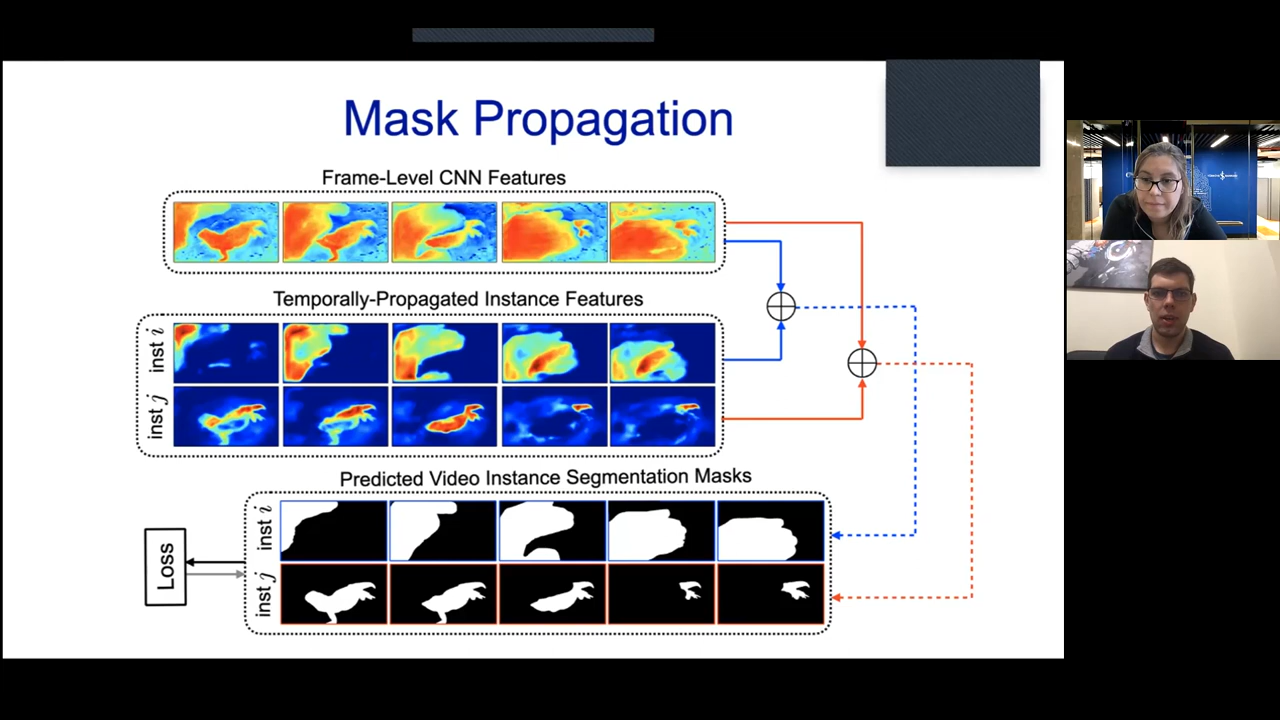 Mask Propagation
Frame-Level CNN Features
Temporally-Propagated Instance Features
inst i
inst j
Predicted Video Instance Segmentation Masks
inst i
inst j
Loss